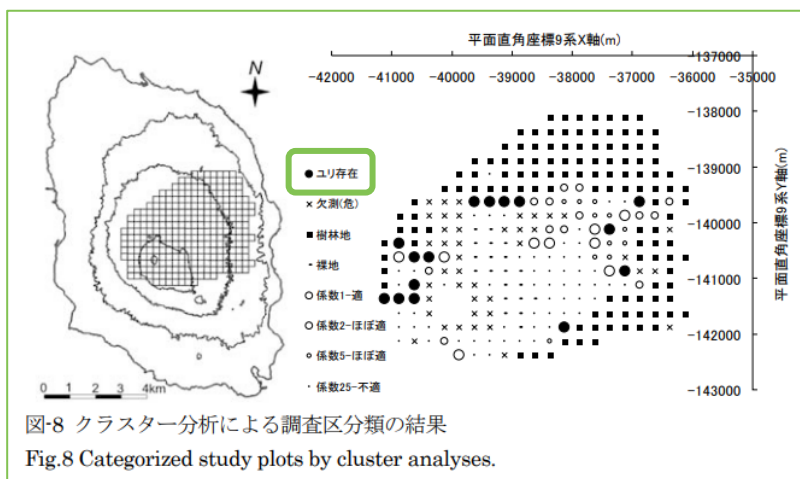 平面直角座標9系X軸(m)
-42000 -41000 -40000 -39000 -38000 -37000 -36000 -35000
-137000
-138000
-139000
-140000
-141000
-142000
-143000
平面直角座標9系Y軸(m)
N
ユリ存在
欠測(危)
樹林地
裸地
係数1-適
係数2-ほぼ適
係数5-ほぼ適
係数25-不適
0 1 2 3 4km
図-8 クラスター分析による調査区分類の結果
Fig.8 Categorized study plots by cluster analyses.